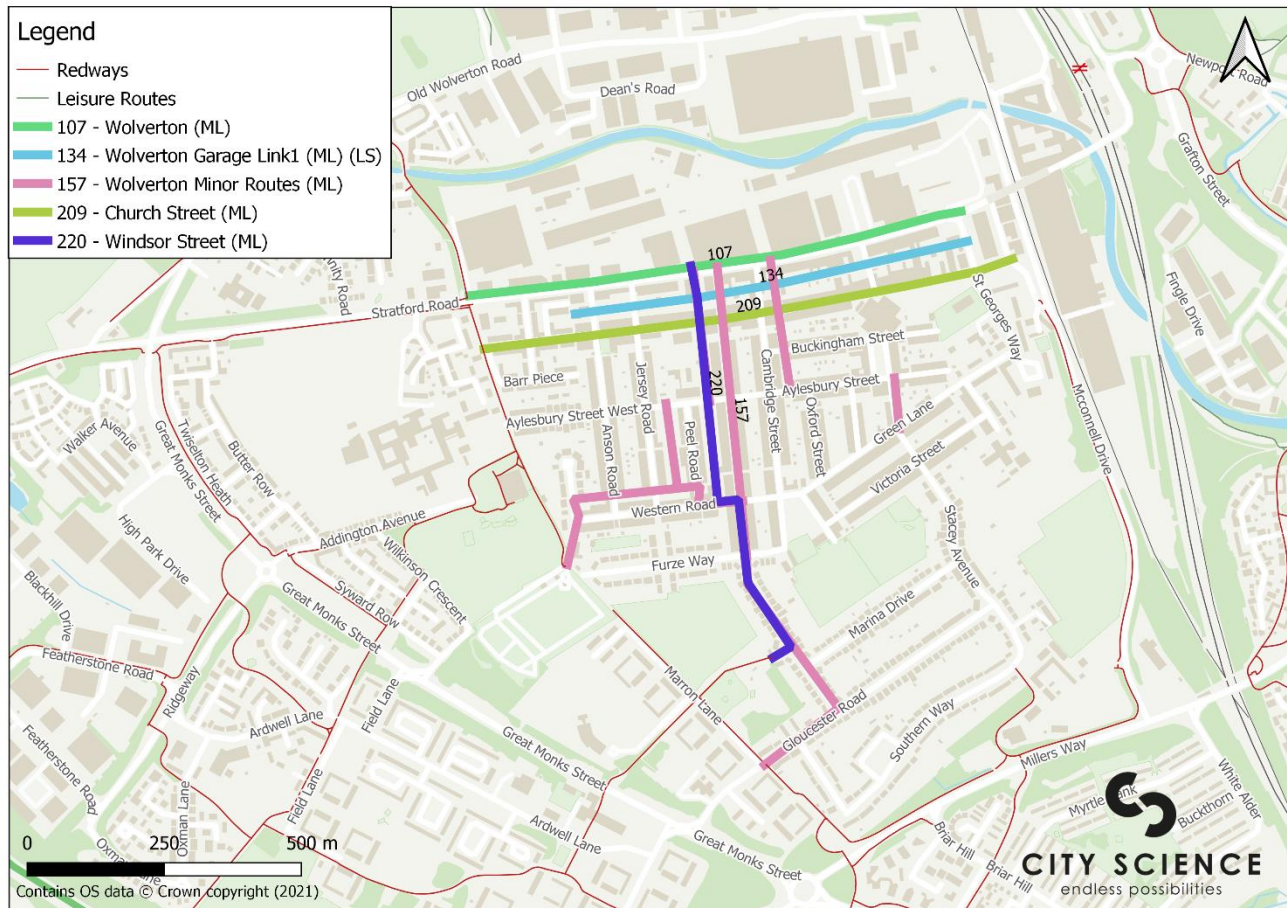 Legend
Redways
Leisure Routes
107 - Wolverton (ML)
134 - Wolverton Garage Link1 (ML) (LS)
157 - Wolverton Minor Routes (ML)
209 - Church Street (ML)
220 - Windsor Street (ML)
Old Wolverton Road
Dean's Road
Newport Road
Grafton Street
Stratford Road
107
134
209
Fingle Drive
St Georges Way
Buckingham Street
Barr Piece
Jersey Road
220
157
Cambridge Street
Aylesbury Street
Mcconnell Drive
Aylesbury Street West
Anson Road
Peel Road
Oxford Street
Green Lane
Victoria Street
Walker Avenue
Great Monks Street
Twiselton Heath
Butter Row
Western Road
Stacey Avenue
High Park Drive
Addington Avenue
Wilkinson Crescent
Furze Way
Blackhill Drive
Syward Row
Great Monks Street
Marina Drive
Featherstone Road
Ridgeway
Field Lane
Marron Lane
Gloucester Road
Southern Way
Ardwell Lane
Great Monks Street
Millers Way
Featherstone Road
Oxman Lane
Field Lane
White Alder
Buckthorn
Ardwell Lane
Great Monks Street
Briar Hill
Briar Hill
Oxman
0 250 500 m
CITY SCIENCE
endless possibilities
Contains OS data © Crown copyright (2021)